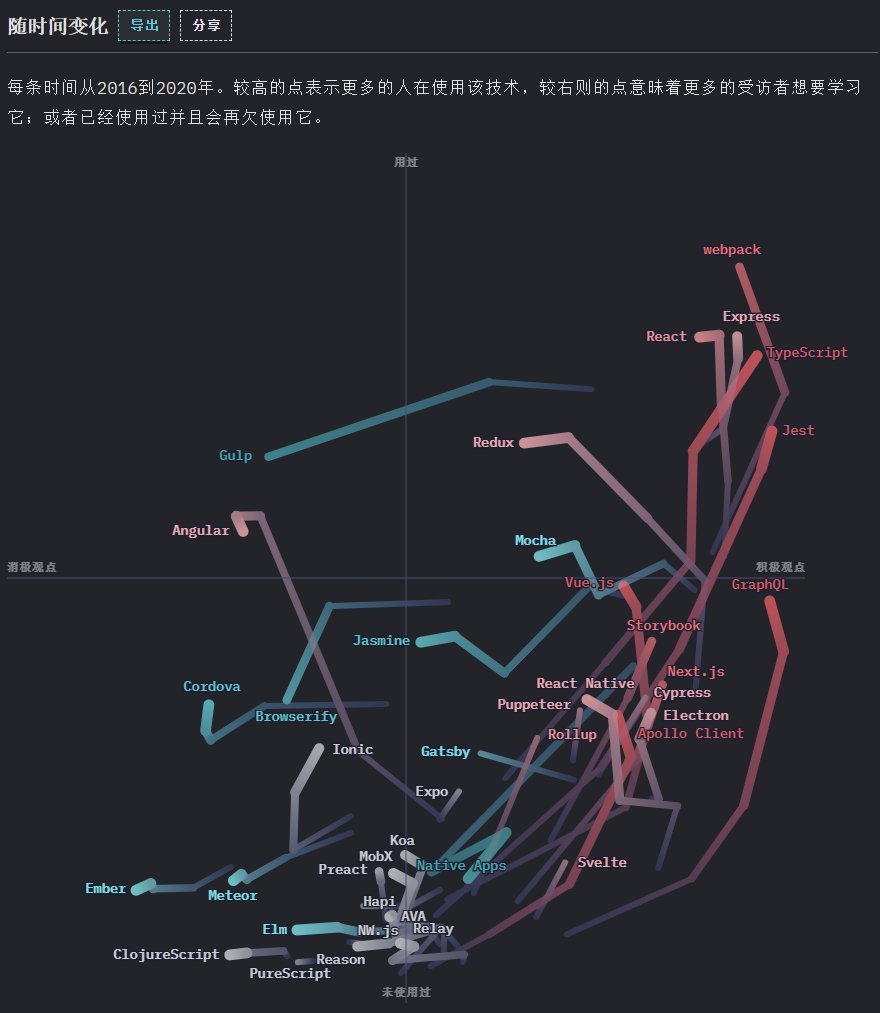 随时间变化 导出 分享
每条时间从2016到2020年。较高的点表示更多的人在使用该技术，较右则的点意昧着更多的受访者想要学习
它；或者已经使用过并且会再欠使用它。
用过
webpack
Express
React
TypeScript
Jest
Redux
Gulp
Angular
Mocha
消极观点
积极观点
Vue.js
GraphQL
Storybook
Jasmine
Next.js
React Native
Cordova
Cypress
Puppeteer
Browserify
Electron
Rollup
Apollo Client
Ionic
Gatsby
Expo
Koa
MobX
Svelte
Native Apps
Preact
Ember
Meteor
Hapi
AVA
Elm
NW.js
Relay
ClojureScript
Reason
PureScript
未使用过